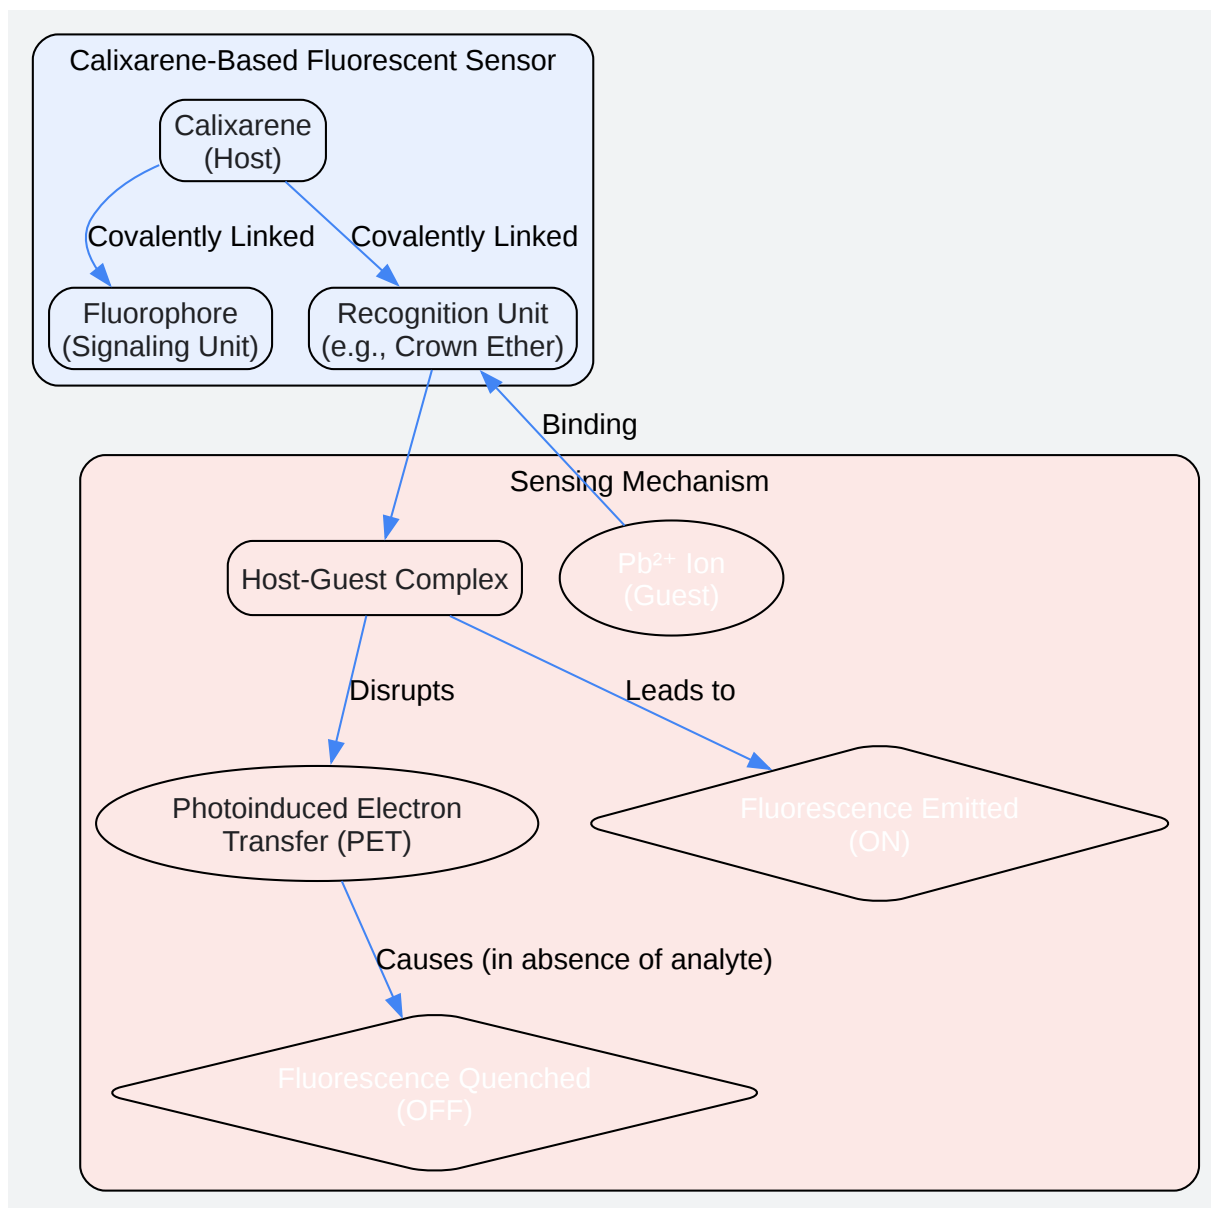 Calixarene-Based Fluorescent Sensor
Calixarene
(Host)
Covalently Linked
Covalently Linked
Fluorophore
(Signaling Unit)
Recognition Unit
(e.g., Crown Ether)
Binding
Sensing Mechanism
Host-Guest Complex
Pb²⁺ Ion
(Guest)
Disrupts
Leads to
Photoinduced Electron
Transfer (PET)
Fluorescence Emitted
(ON)
Causes (in absence of analyte)
Fluorescence Quenched
(OFF)